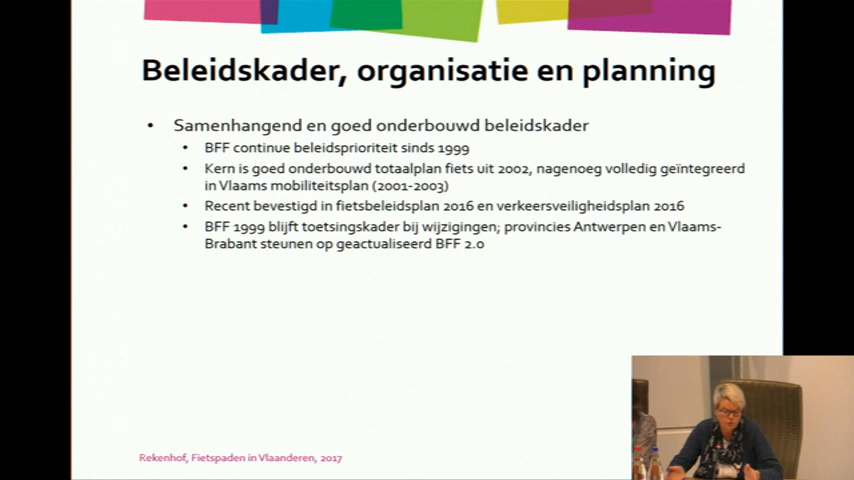 Beleidskader, organisatie en planning
• Samenhangend en goed onderbouwd beleidskader
• BFF continue beleidsprioriteit sinds 1999
• Kern is goed onderbouwd totaalplan fiets uit 2002, nagenoeg volledig geïntegreerd
in Vlaams mobiliteitsplan (2001-2003)
• Recent bevestigd in fietsbeleidsplan 2016 en verkeersveiligheidsplan 2016
• BFF 1999 blijft toetsingskader bij wijzigingen; provincies Antwerpen en Vlaams-
Brabant steunen op geactualiseerd BFF 2.0
Rekenhof, Fietspaden in Vlaanderen, 2017